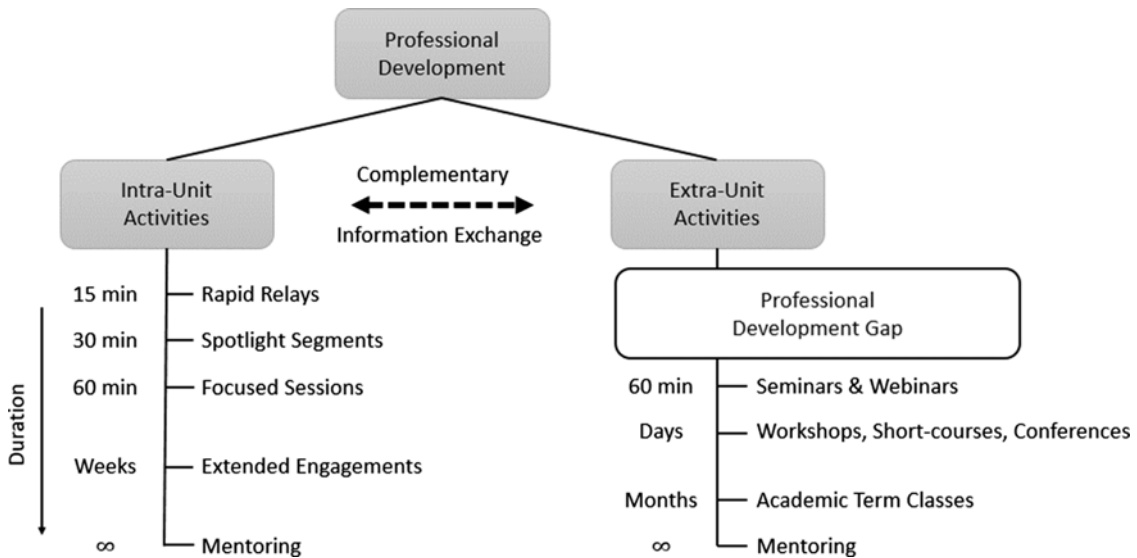 Professional
Development
Intra-Unit
Activities
Complementary
Information Exchange
Extra-Unit
Activities
Duration
15 min Rapid Relays
30 min Spotlight Segments
60 min Focused Sessions
Weeks Extended Engagements
∞ Mentoring
Professional
Development Gap
60 min Seminars & Webinars
Days Workshops, Short-courses, Conferences
Months Academic Term Classes
∞ Mentoring